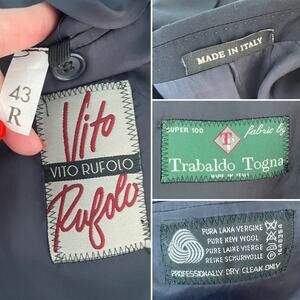 43
R
Vito
VITO RUFOLO
Rufolo
MADE IN ITALY
SUPER 100
fabric by
Trabaldo Togna
MADE IN ITALY
PURA LANA VERGINE
PURE NEW WOOL
PURE LAINE VIERGE
REINE SCHURWOLLE
PROFESSIONALLY DRY CLEAN ONLY